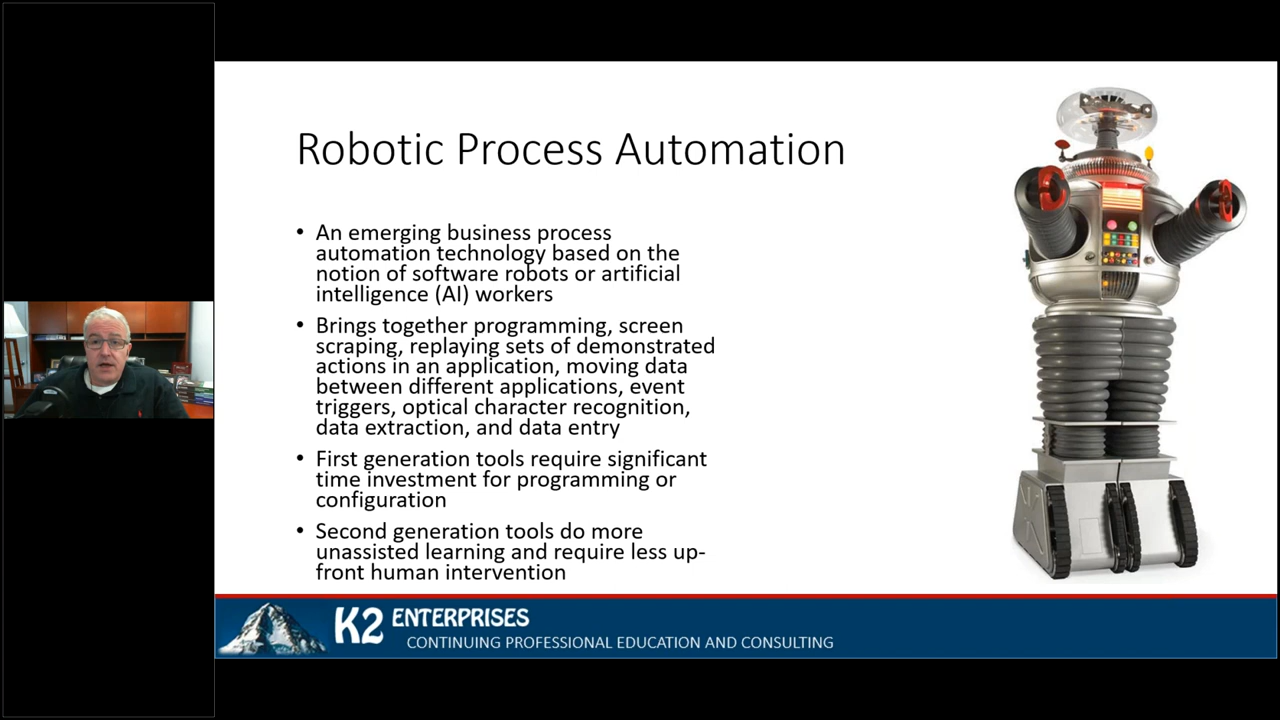 Robotic Process Automation
• An emerging business process
automation technology based on the
notion of software robots or artificial
intelligence (AI) workers
• Brings together programming, screen
scraping, replaying sets of demonstrated
actions in an application, moving data
between different applications, event
triggers, optical character recognition,
data extraction, and data entry
• First generation tools require significant
time investment for programming or
configuration
• Second generation tools do more
unassisted learning and require less up-
front human intervention
K2 ENTERPRISES
CONTINUING PROFESSIONAL EDUCATION AND CONSULTING